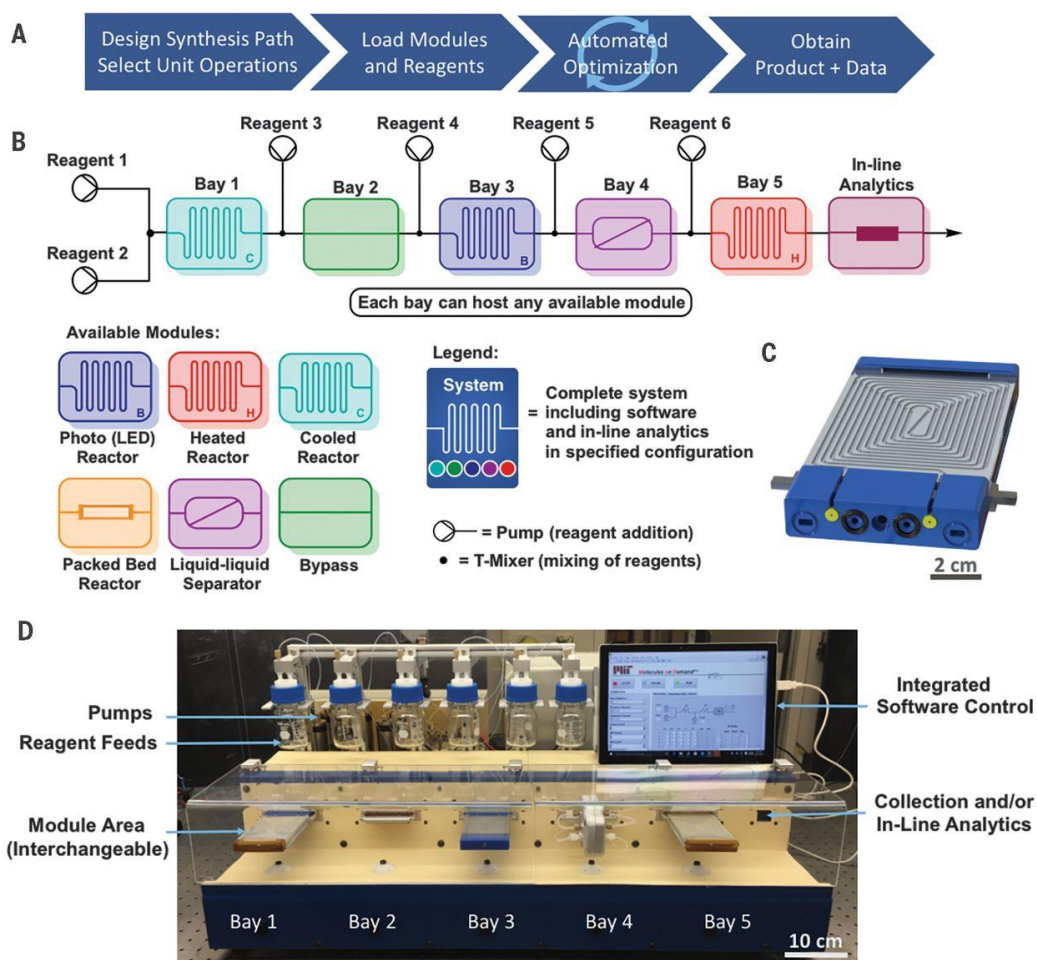 A
Design Synthesis Path
Select Unit Operations
Load Modules
and Reagents
Automated
Optimization
Obtain
Product + Data
B
Reagent 1
Reagent 2
Reagent 3
Reagent 4
Reagent 5
Reagent 6
Bay 1
Bay 2
Bay 3
Bay 4
Bay 5
In-line
Analytics
C
B
H
Each bay can host any available module
Available Modules:
B
H
C
Photo (LED)
Reactor
Heated
Reactor
Cooled
Reactor
Packed Bed
Reactor
Liquid-liquid
Separator
Bypass
Legend:
System
= Complete system
including software
and in-line analytics
in specified configuration
= Pump (reagent addition)
= T-Mixer (mixing of reagents)
C
2 cm
D
Pumps
Reagent Feeds
Module Area
(Interchangeable)
Integrated
Software Control
Collection and/or
In-Line Analytics
Molecules on Demand
Bay 1
Bay 2
Bay 3
Bay 4
Bay 5
10 cm